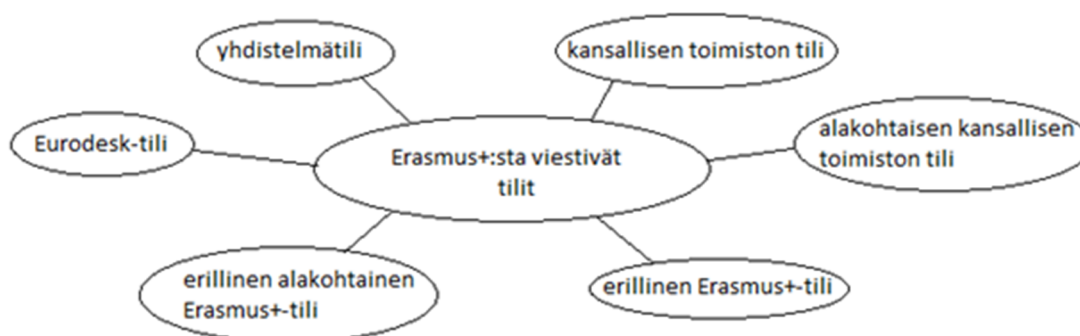 yhdistelmätili
kansallisen toimiston tili
Eurodesk-tili
Erasmus+:sta viestivät
tilit
alakohtaisen kansallisen
toimiston tili
erillinen alakohtainen
Erasmus+-tili
erillinen Erasmus+-tili